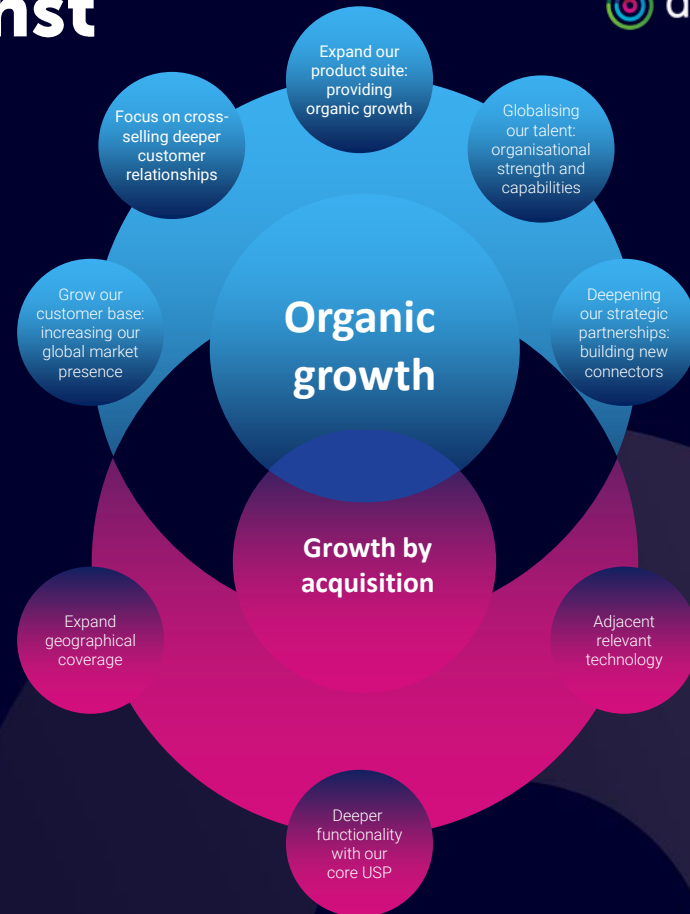 Expand our
product suite:
providing
organic growth
Focus on cross-
selling deeper
customer
relationships
Globalising
our talent:
organisational
strength and
capabilities
Grow our
customer base:
increasing our
global market
presence
Deepening
our strategic
partnerships:
building new
connectors
Organic
growth
Growth by
acquisition
Expand
geographical
coverage
Adjacent
relevant
technology
Deeper
functionality
with our
core USP